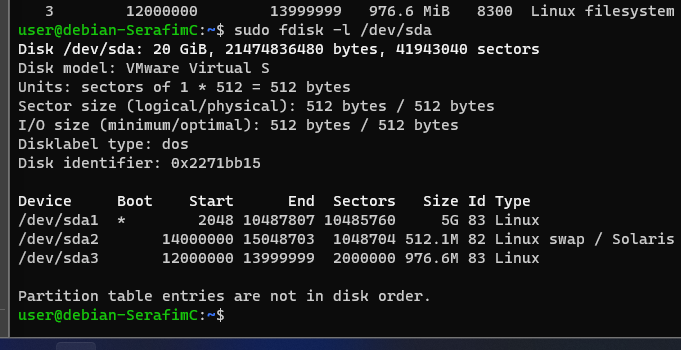 3 12000000 13999999 976.6 MiB 8300 Linux filesystem
user@debian-SerafimC:~$ sudo fdisk -l /dev/sda
Disk /dev/sda: 20 GiB, 21474836480 bytes, 41943040 sectors
Disk model: VMware Virtual S
Units: sectors of 1 * 512 = 512 bytes
Sector size (logical/physical): 512 bytes / 512 bytes
I/O size (minimum/optimal): 512 bytes / 512 bytes
Disklabel type: dos
Disk identifier: 0x2271bb15

Device Boot Start End Sectors Size Id Type
/dev/sda1 * 2048 10487807 10485760 5G 83 Linux
/dev/sda2 14000000 15048703 1048704 512.1M 82 Linux swap / Solaris
/dev/sda3 12000000 13999999 2000000 976.6M 83 Linux

Partition table entries are not in disk order.
user@debian-SerafimC:~$